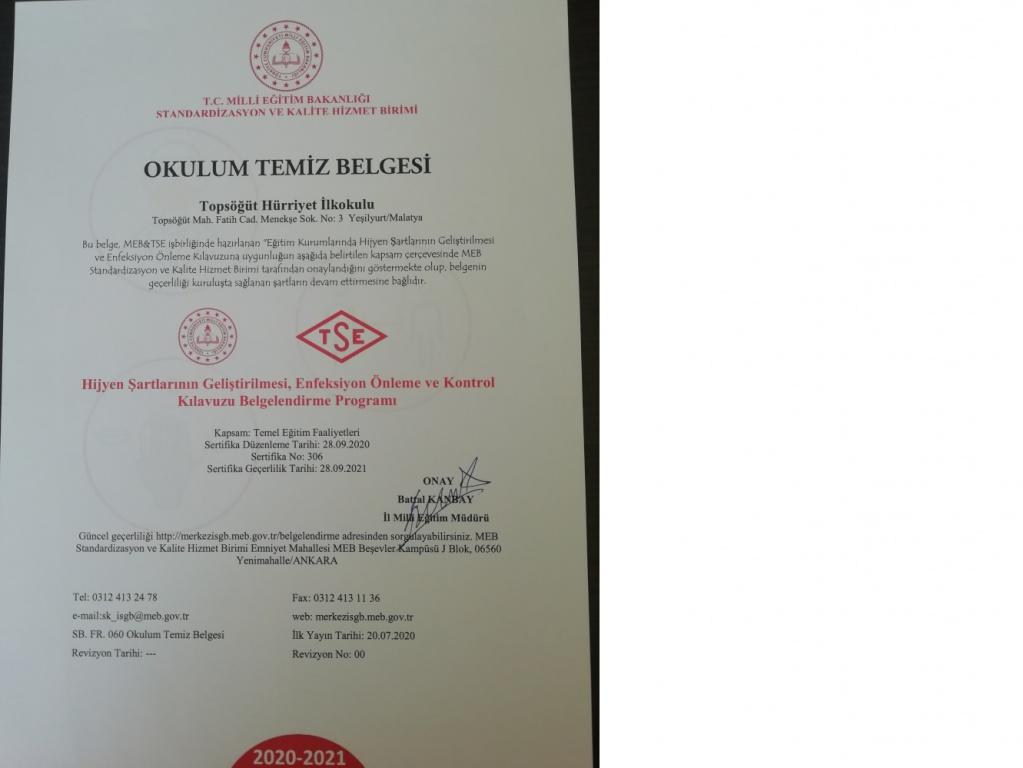 T.C. MİLLÎ EĞİTİM BAKANLIĞI
STANDARDİZASYON VE KALİTE HİZMET BİRİMİ
OKULUM TEMİZ BELGESİ
Topsöğüt Hürriyet İlkokulu
Topsöğüt Mah. Fatih Cad. Menekşe Sok. No: 3 Yeşilyurt/Malatya
Bu belge, MEB&TSE işbirliğinde hazırlanan "Eğitim Kurumlarında Hijyen Şartlarının Geliştirilmesi
ve Enfeksiyon Önleme Kılavuzuna uygunluğun aşağıda belirtilen kapsam çerçevesinde MEB
Standardizasyon ve Kalite Hizmet Birimi tarafından onaylandığını göstermekte olup, belgenin
geçerliliği kuruluşta sağlanan şartların devam ettirmesine bağlıdır.
TSE
Hijyen Şartlarının Geliştirilmesi, Enfeksiyon Önleme ve Kontrol
Kılavuzu Belgelendirme Programı
Kapsam: Temel Eğitim Faaliyetleri
Sertifika Düzenleme Tarihi: 28.09.2020
Sertifika No: 306
Sertifika Geçerlilik Tarihi: 28.09.2021
ONAY
Battal KANBAY
İl Milli Eğitim Müdürü
Güncel geçerliliği http://merkezisgb.meb.gov.tr/belgelendirme adresinden sorgulayabilirsiniz. MEB
Standardizasyon ve Kalite Hizmet Birimi Emniyet Mahallesi MEB Beşevler Kampüsü J Blok, 06560
Yenimahalle/ANKARA
Tel: 0312 413 24 78 Fax: 0312 413 11 36
e-mail:sk_isgb@meb.gov.tr web: merkezisgb.meb.gov.tr
SB. FR. 060 Okulum Temiz Belgesi İlk Yayın Tarihi: 20.07.2020
Revizyon Tarihi: --- Revizyon No: 00
2020-2021